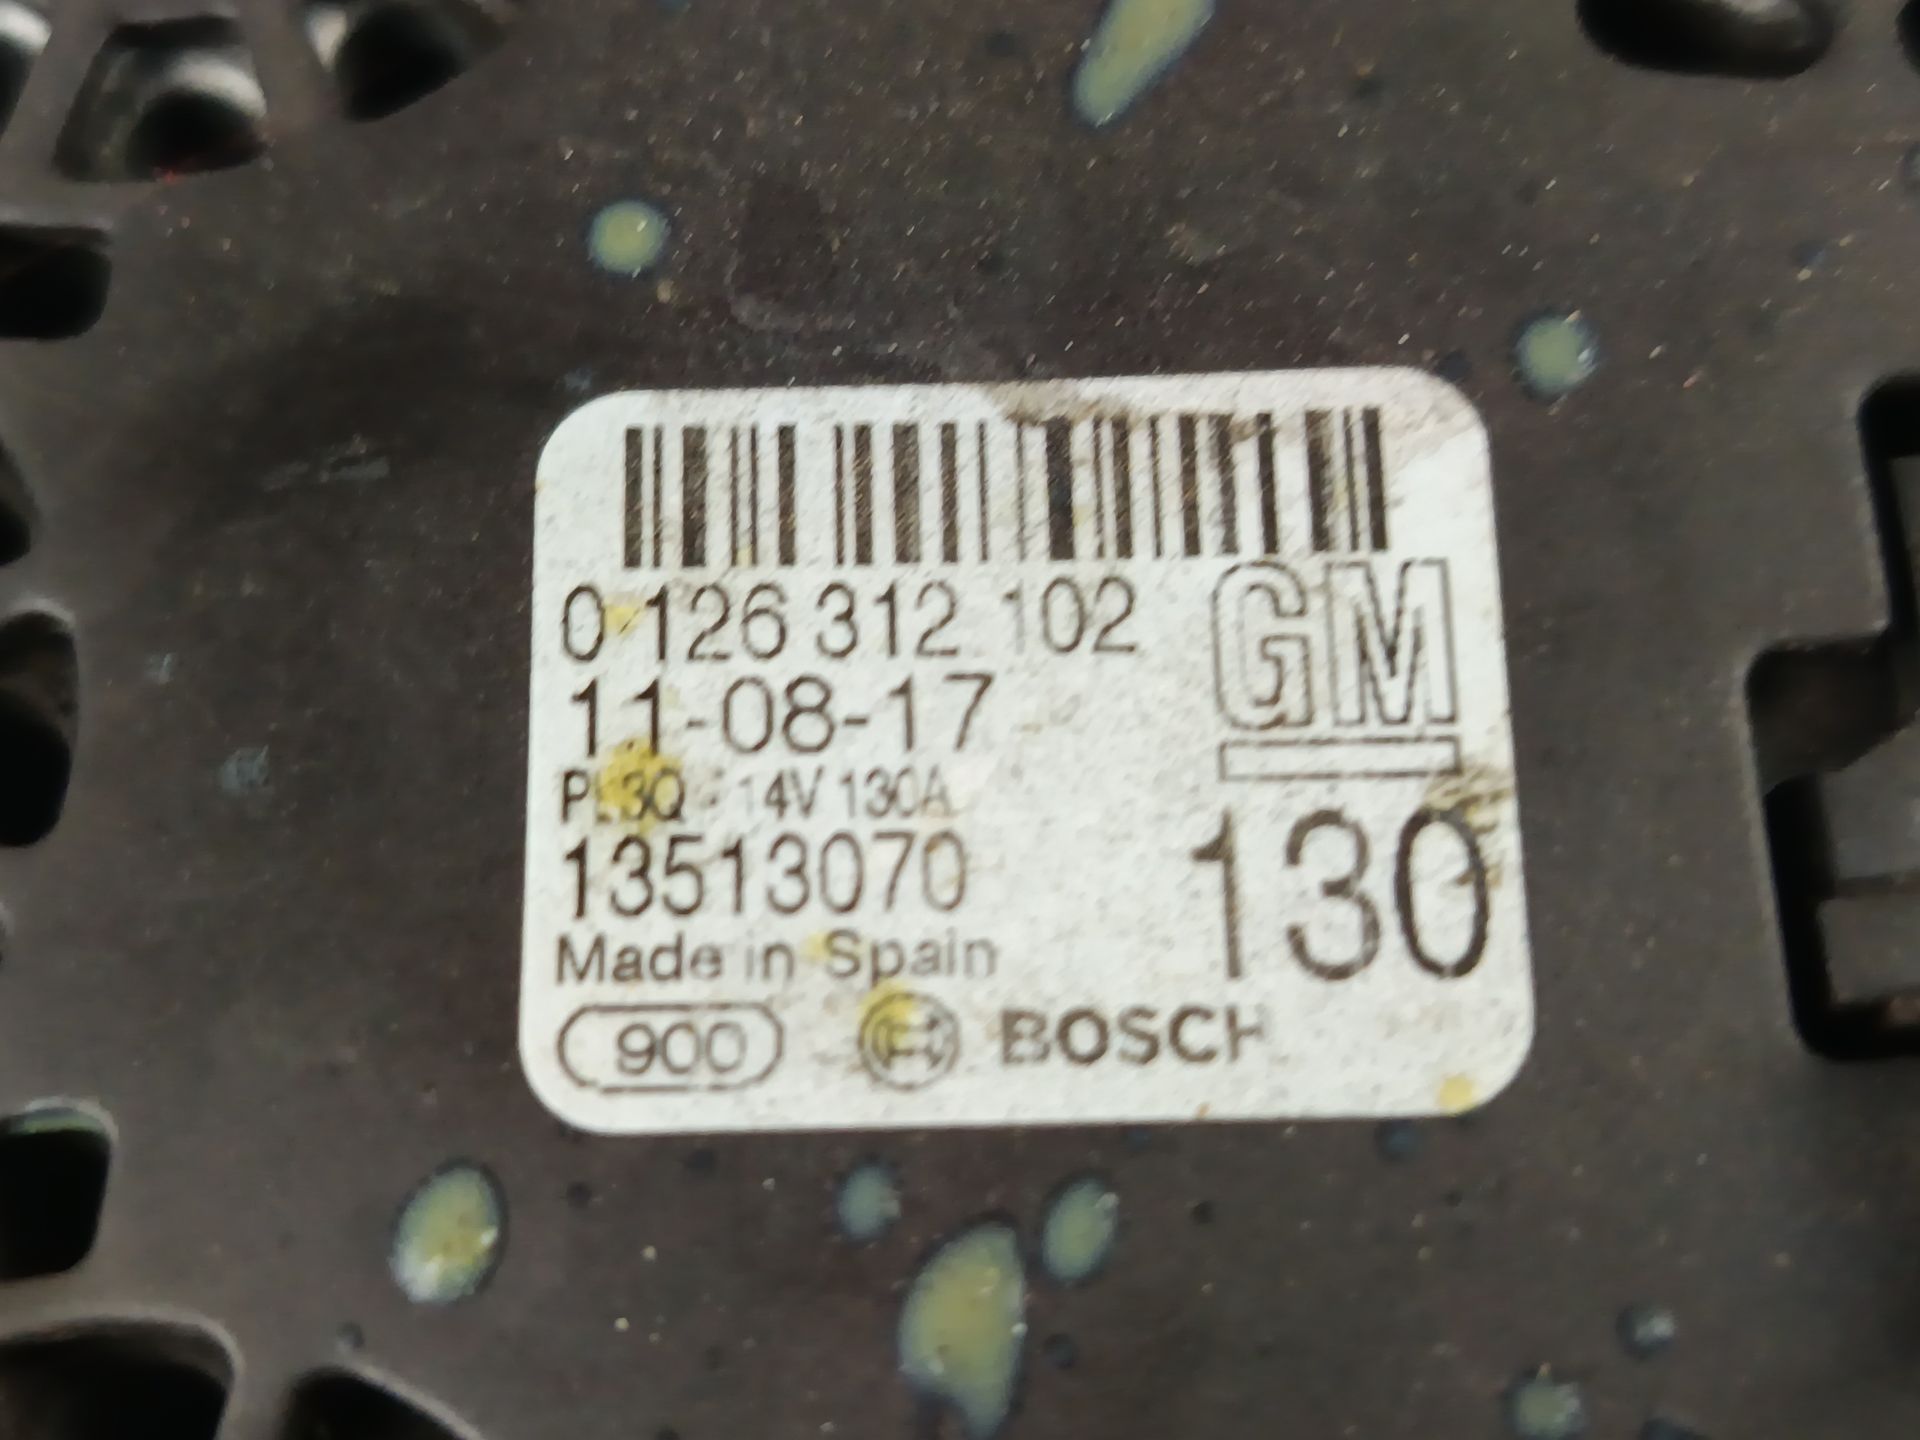 0 126 312 102
GM
11-08-17
14V 130A
13513070
130
Made in Spain
900 BOSCH